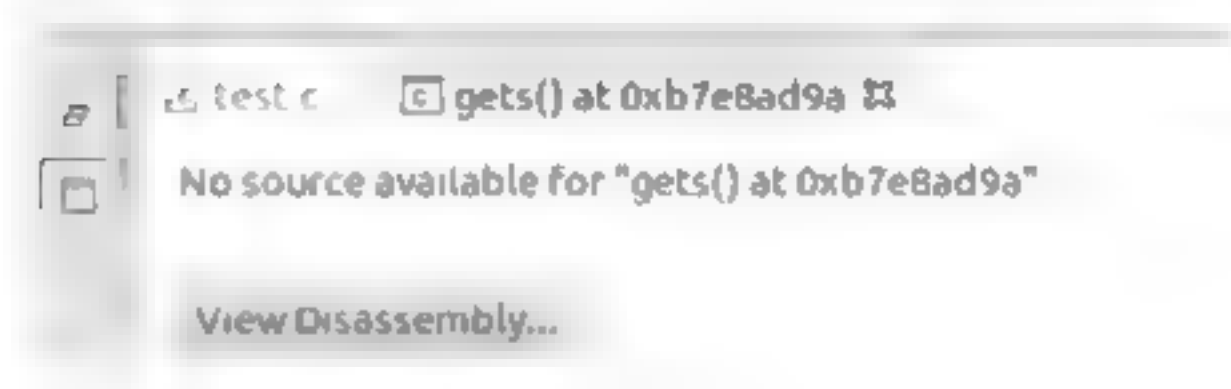 test c gets() at 0xb7e8ad9a
No source available for "gets() at 0xb7e8ad9a"
View Disassembly...